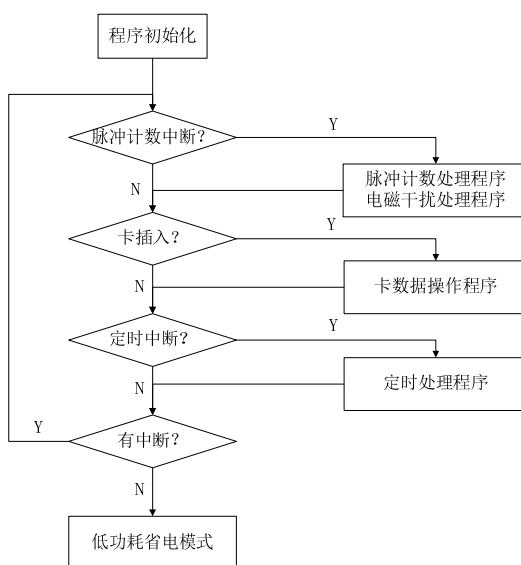 程序初始化
脉冲计数中断？
Y
N
脉冲计数处理程序
电磁干扰处理程序
卡插入？
Y
N
卡数据操作程序
定时中断？
Y
N
定时处理程序
Y
有中断？
N
低功耗省电模式